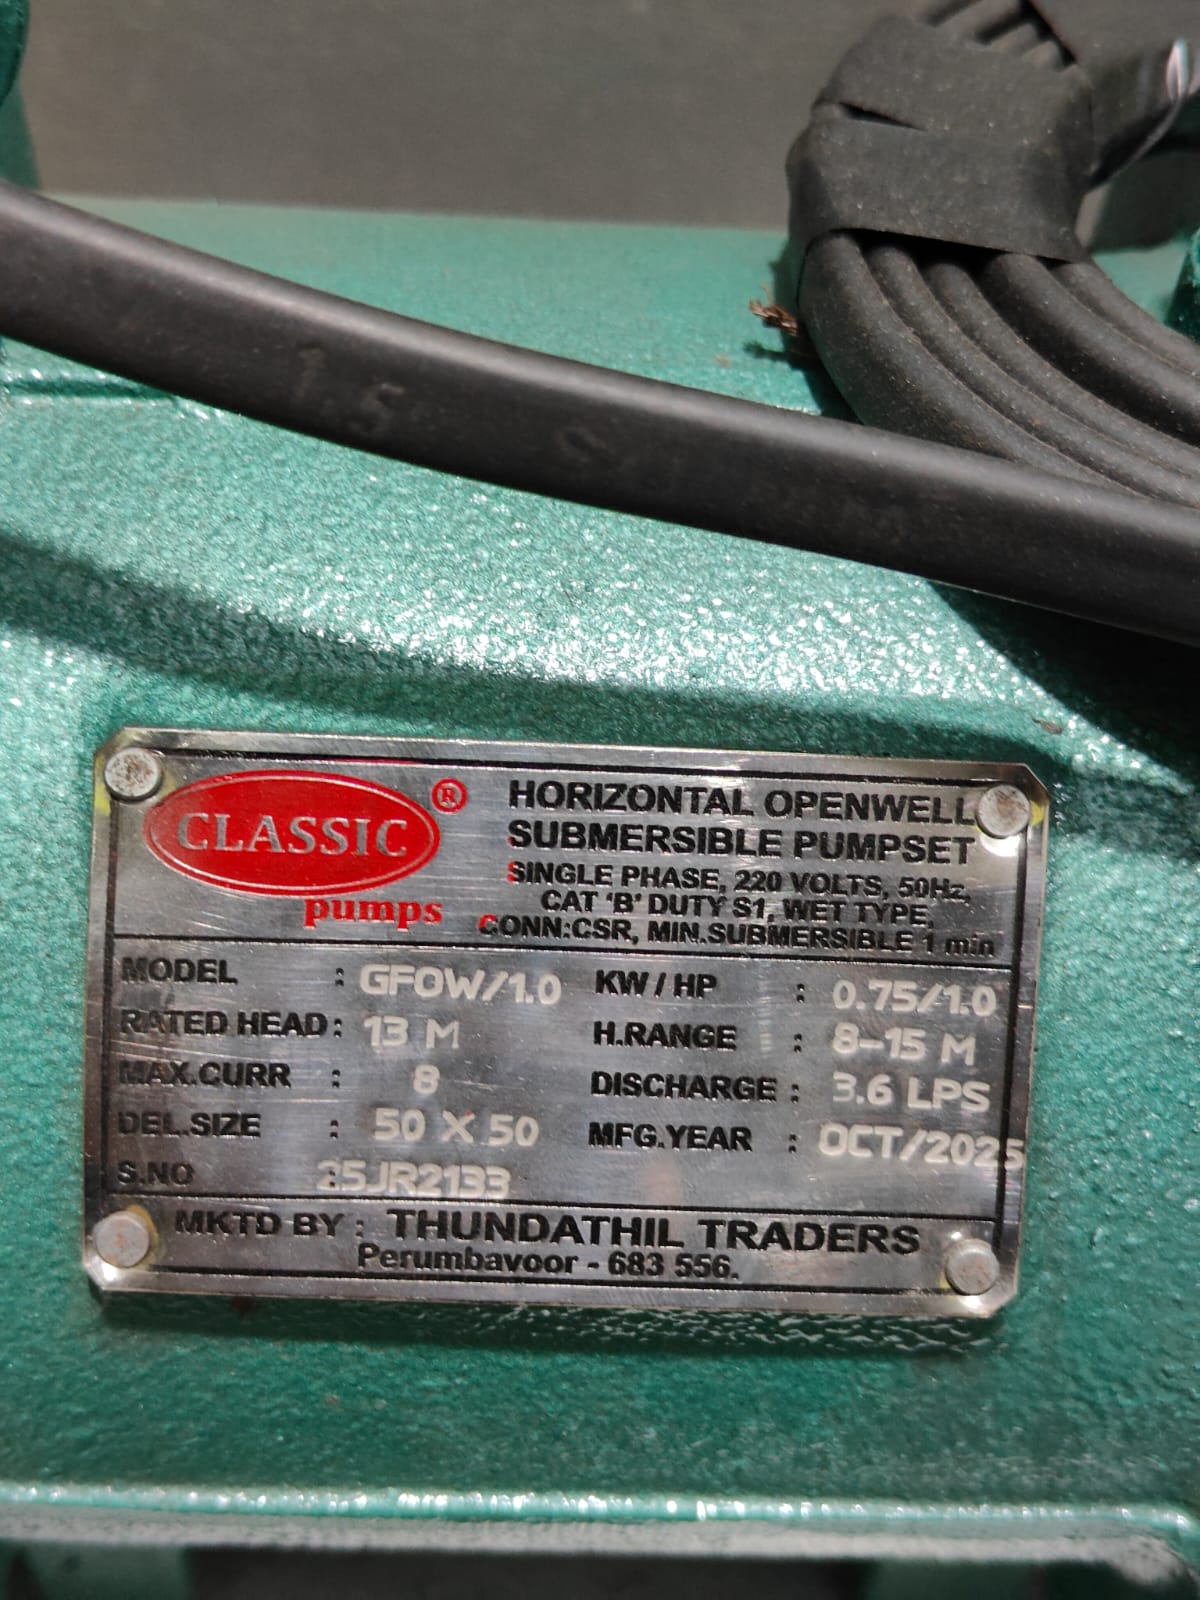 1.5
CLASSIC ®
pumps
HORIZONTAL OPENWELL
SUBMERSIBLE PUMPSET
SINGLE PHASE, 220 VOLTS, 50Hz,
CAT 'B' DUTY S1, WET TYPE,
CONN:CSR, MIN.SUBMERSIBLE 1 min
MODEL : GFOW/1.0 KW / HP : 0.75/1.0
RATED HEAD : 13 M H.RANGE : 8-15 M
MAX.CURR : 8 DISCHARGE : 3.6 LPS
DEL.SIZE : 50 X 50 MFG.YEAR : OCT/2025
S.NO : 25JR2133
MKTD BY : THUNDATHIL TRADERS
Perumbavoor - 683 556.